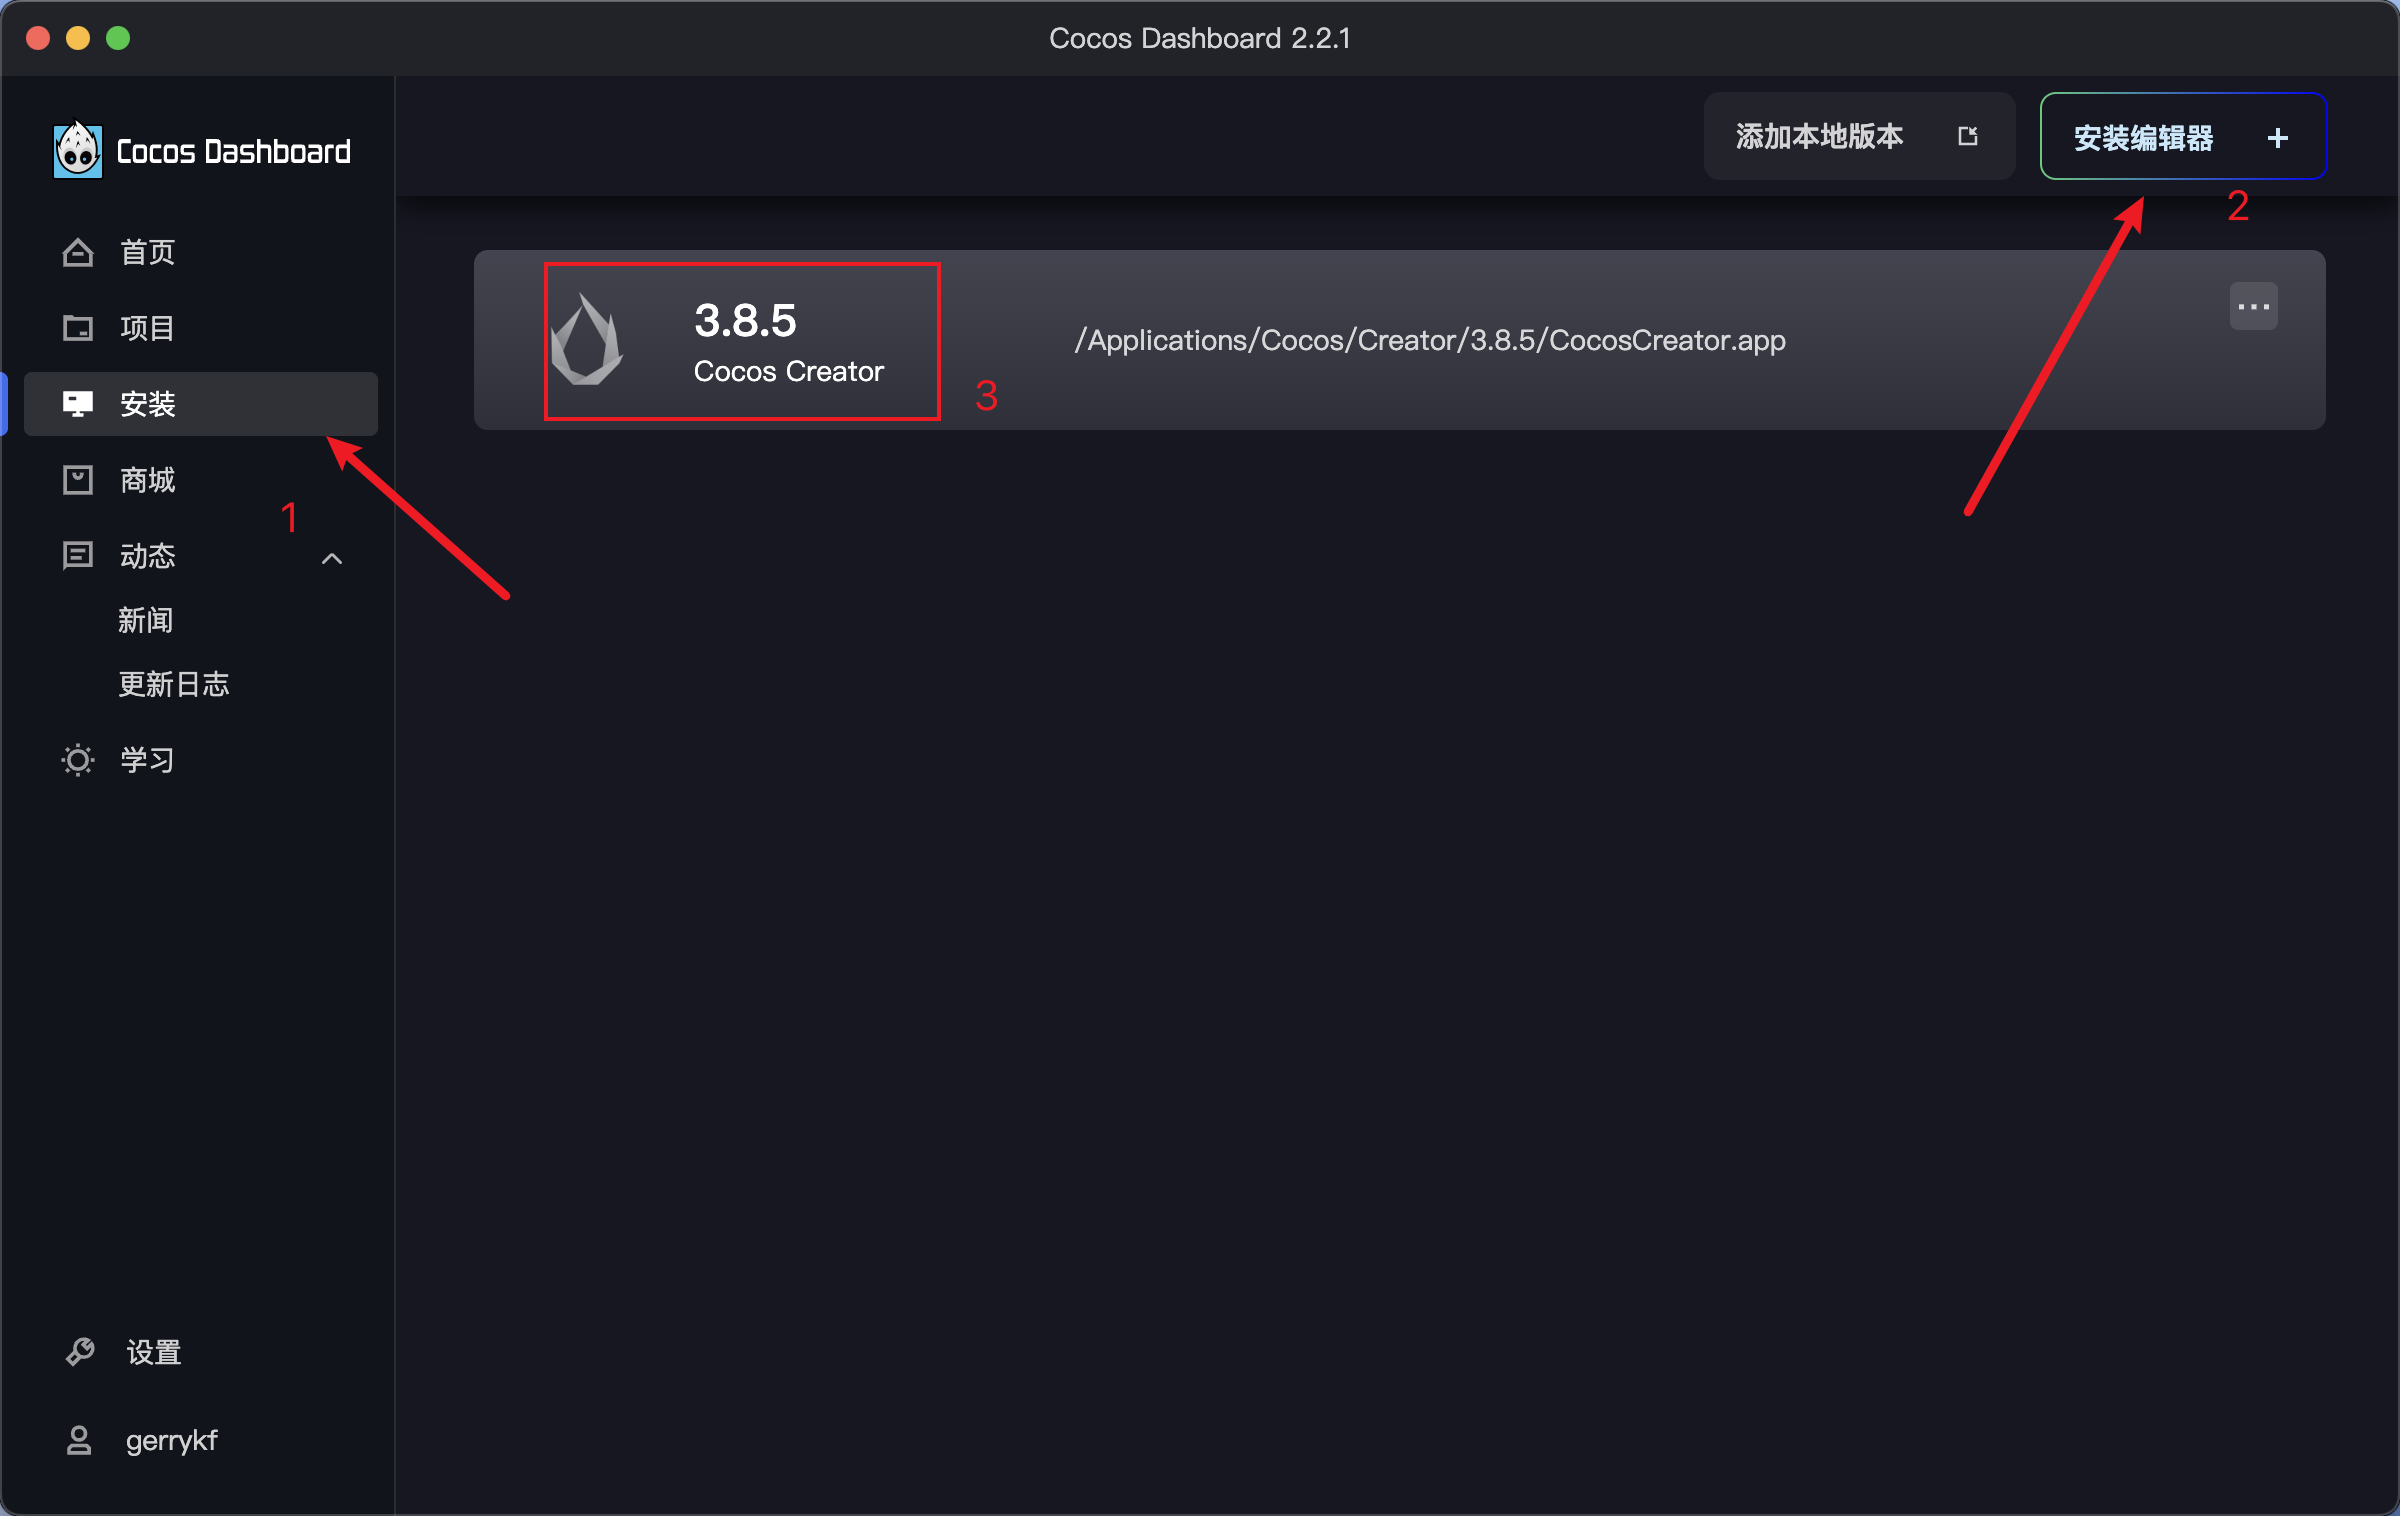 Cocos Dashboard 2.2.1
Cocos Dashboard
添加本地版本
安装编辑器
2
首页
项目
安装
商城
1
动态
新闻
更新日志
学习
3.8.5
Cocos Creator
3
/Applications/Cocos/Creator/3.8.5/CocosCreator.app
设置
gerrykf